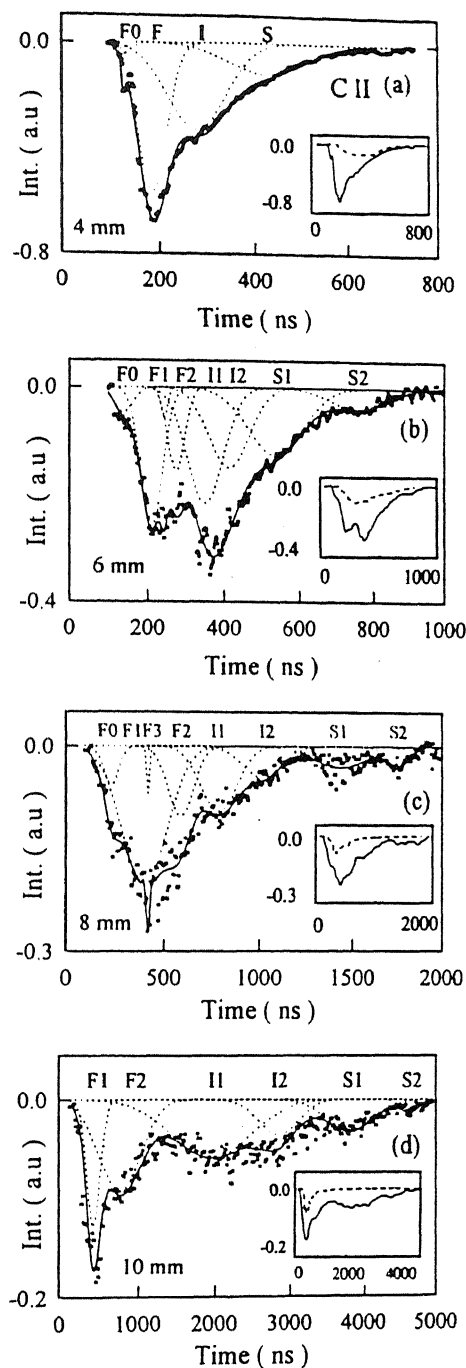 F0 F I S
0.0
C II (a)
Int. ( a.u )
0.0
-0.8
0 800
4 mm
-0.8
0 200 400 600 800
Time ( ns )
F0 F1 F2 I1 I2 S1 S2
0.0
(b)
Int. ( a.u )
0.0
-0.4
0 1000
6 mm
-0.4
0 200 400 600 800 1000
Time ( ns )
F0 F1 F3 F2 I1 I2 S1 S2
0.0
(c)
Int. ( a.u )
0.0
-0.3
0 2000
8 mm
-0.3
0 500 1000 1500 2000
Time ( ns )
F1 F2 I1 I2 S1 S2
0.0
(d)
Int. ( a.u )
0.0
-0.2
0 2000 4000
10 mm
-0.2
0 1000 2000 3000 4000 5000
Time ( ns )